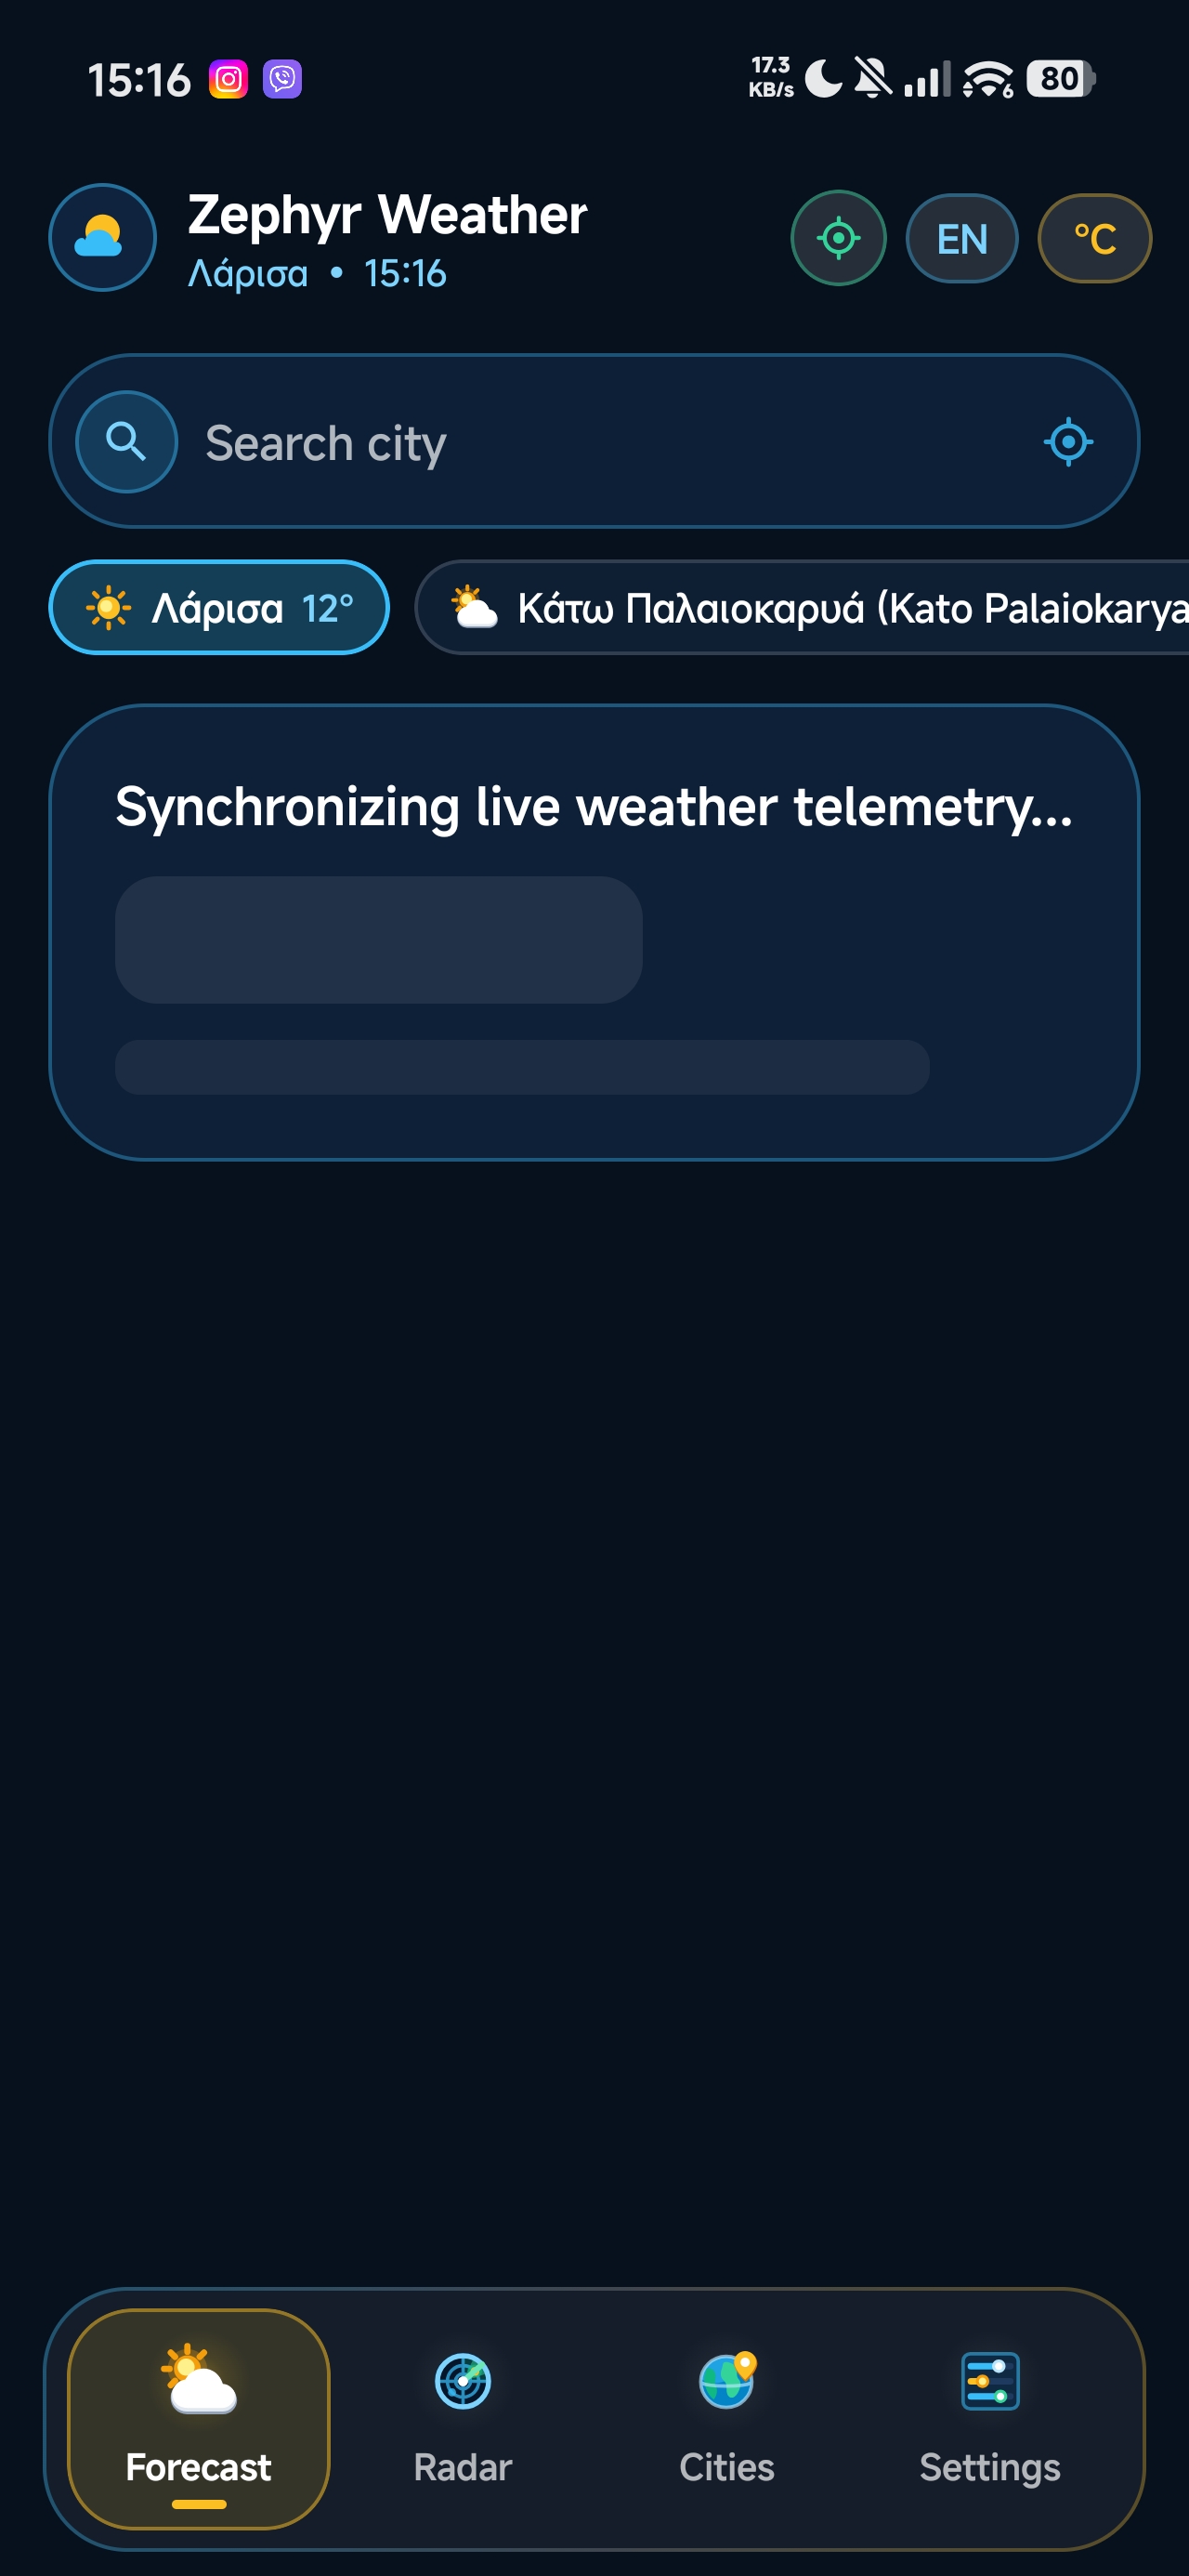 15:16
17.3
KB/s
6
80
Zephyr Weather
Λάρισα • 15:16
EN
°C
Search city
Λάρισα 12°
Κάτω Παλαιοκαρυά (Kato Palaiokarya
Synchronizing live weather telemetry...
Forecast
Radar
Cities
Settings